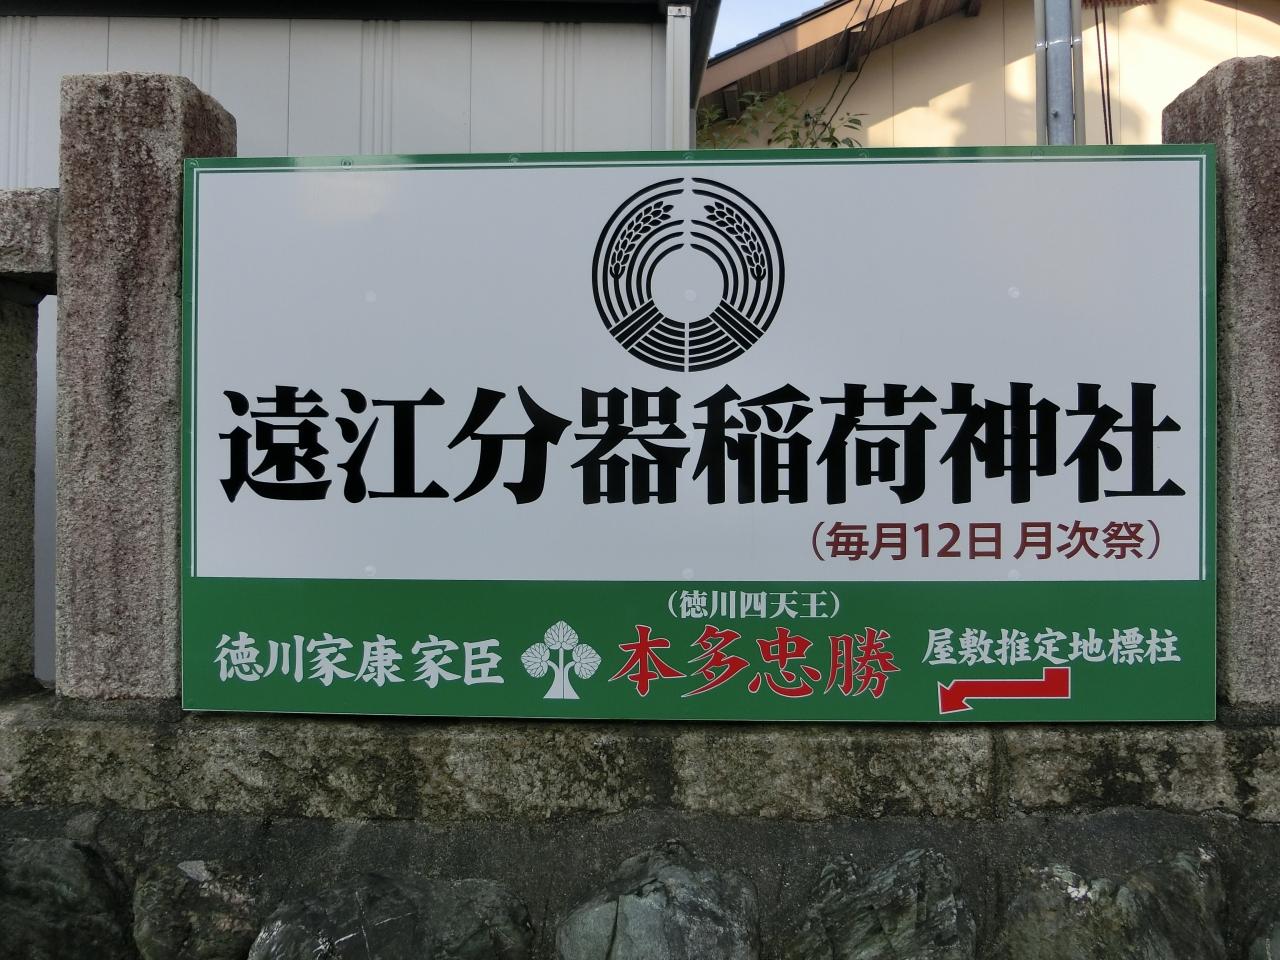 遠江分器稲荷神社
（毎月12日 月次祭）
（徳川四天王）
徳川家康 家臣 本多忠勝 屋敷推定地標柱